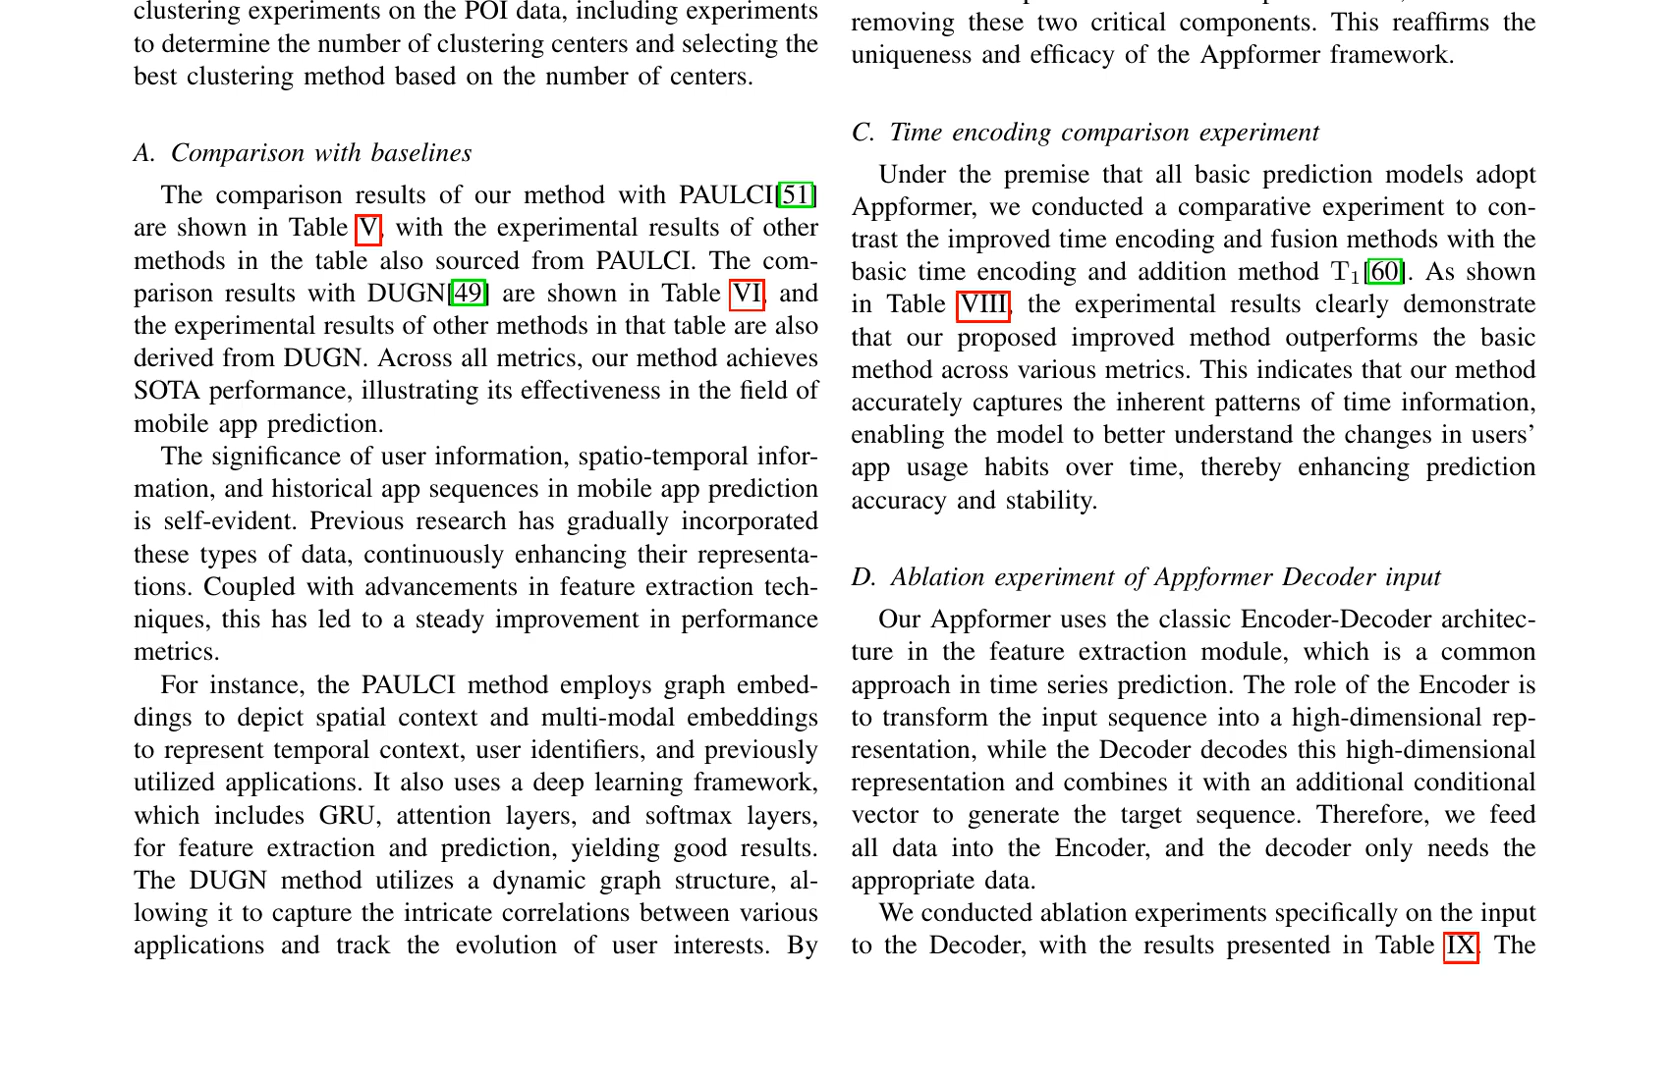 clustering experiments on the POI data, including experiments
to determine the number of clustering centers and selecting the
best clustering method based on the number of centers.
A. Comparison with baselines
The comparison results of our method with PAULCI[51]
are shown in Table V, with the experimental results of other
methods in the table also sourced from PAULCI. The com-
parison results with DUGN[49] are shown in Table VI, and
the experimental results of other methods in that table are also
derived from DUGN. Across all metrics, our method achieves
SOTA performance, illustrating its effectiveness in the field of
mobile app prediction.
The significance of user information, spatio-temporal infor-
mation, and historical app sequences in mobile app prediction
is self-evident. Previous research has gradually incorporated
these types of data, continuously enhancing their representa-
tions. Coupled with advancements in feature extraction tech-
niques, this has led to a steady improvement in performance
metrics.
For instance, the PAULCI method employs graph embed-
dings to depict spatial context and multi-modal embeddings
to represent temporal context, user identifiers, and previously
utilized applications. It also uses a deep learning framework,
which includes GRU, attention layers, and softmax layers,
for feature extraction and prediction, yielding good results.
The DUGN method utilizes a dynamic graph structure, al-
lowing it to capture the intricate correlations between various
applications and track the evolution of user interests. By
removing these two critical components. This reaffirms the
uniqueness and efficacy of the Appformer framework.
C. Time encoding comparison experiment
Under the premise that all basic prediction models adopt
Appformer, we conducted a comparative experiment to con-
trast the improved time encoding and fusion methods with the
basic time encoding and addition method T₁[60]. As shown
in Table VIII, the experimental results clearly demonstrate
that our proposed improved method outperforms the basic
method across various metrics. This indicates that our method
accurately captures the inherent patterns of time information,
enabling the model to better understand the changes in users’
app usage habits over time, thereby enhancing prediction
accuracy and stability.
D. Ablation experiment of Appformer Decoder input
Our Appformer uses the classic Encoder-Decoder architec-
ture in the feature extraction module, which is a common
approach in time series prediction. The role of the Encoder is
to transform the input sequence into a high-dimensional rep-
resentation, while the Decoder decodes this high-dimensional
representation and combines it with an additional conditional
vector to generate the target sequence. Therefore, we feed
all data into the Encoder, and the decoder only needs the
appropriate data.
We conducted ablation experiments specifically on the input
to the Decoder, with the results presented in Table IX. The